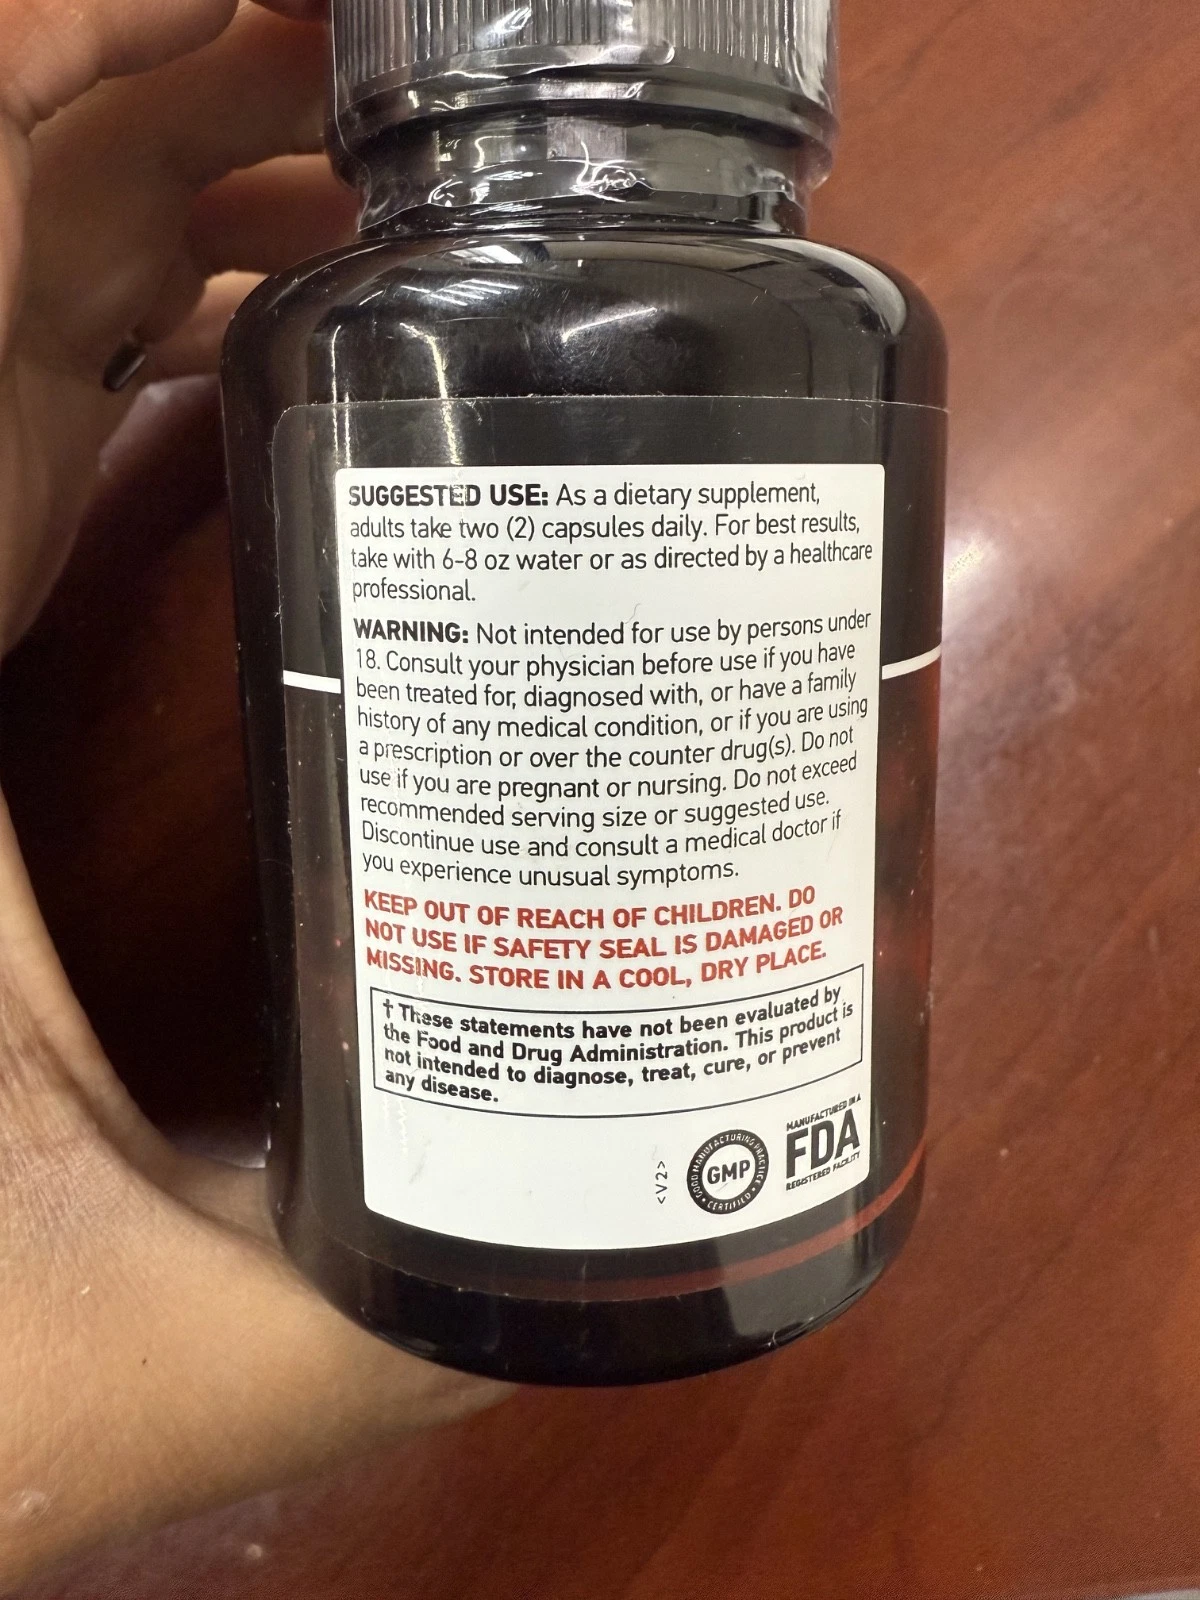 SUGGESTED USE: As a dietary supplement,
adults take two (2) capsules daily. For best results,
take with 6-8 oz water or as directed by a healthcare
professional.
WARNING: Not intended for use by persons under
18. Consult your physician before use if you have
been treated for, diagnosed with, or have a family
history of any medical condition, or if you are using
a prescription or over the counter drug(s). Do not
use if you are pregnant or nursing. Do not exceed
recommended serving size or suggested use.
Discontinue use and consult a medical doctor if
you experience unusual symptoms.
KEEP OUT OF REACH OF CHILDREN. DO
NOT USE IF SAFETY SEAL IS DAMAGED OR
MISSING. STORE IN A COOL, DRY PLACE.
† These statements have not been evaluated by
the Food and Drug Administration. This product is
not intended to diagnose, treat, cure, or prevent
any disease.
<V2>
GOOD MANUFACTURING PRACTICE
GMP
CERTIFIED
MANUFACTURED IN A
FDA
REGISTERED FACILITY